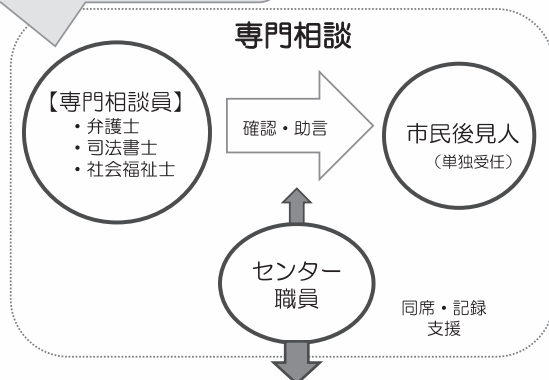 専門相談
【専門相談員】
・弁護士
・司法書士
・社会福祉士
確認・助言
市民後見人
（単独受任）
センター
職員
同席・記録
支援